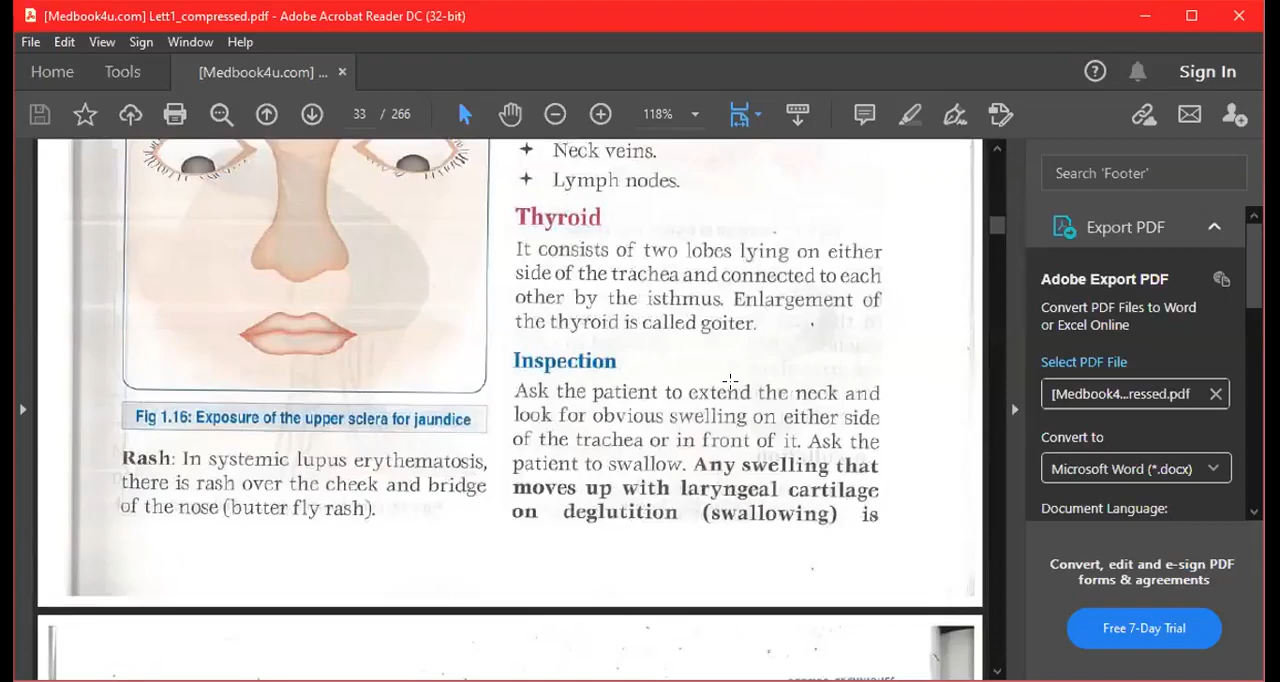 [Medbook4u.com] Lett1_compressed.pdf - Adobe Acrobat Reader DC (32-bit)
File Edit View Sign Window Help
Home Tools [Medbook4u.com] ... × Sign In
33 / 266 118%
Neck veins.
Lymph nodes.
Thyroid
It consists of two lobes lying on either
side of the trachea and connected to each
other by the isthmus. Enlargement of
the thyroid is called goiter.
Inspection
Ask the patient to extend the neck and
look for obvious swelling on either side
of the trachea or in front of it. Ask the
patient to swallow. Any swelling that
moves up with laryngeal cartilage
on deglutition (swallowing) is
Fig 1.16: Exposure of the upper sclera for jaundice
Rash: In systemic lupus erythematosis,
there is rash over the cheek and bridge
of the nose (butter fly rash).
Search 'Footer'
Export PDF
Adobe Export PDF
Convert PDF Files to Word
or Excel Online
Select PDF File
[Medbook4...ressed.pdf
Convert to
Microsoft Word (*.docx)
Document Language:
Convert, edit and e-sign PDF
forms & agreements
Free 7-Day Trial